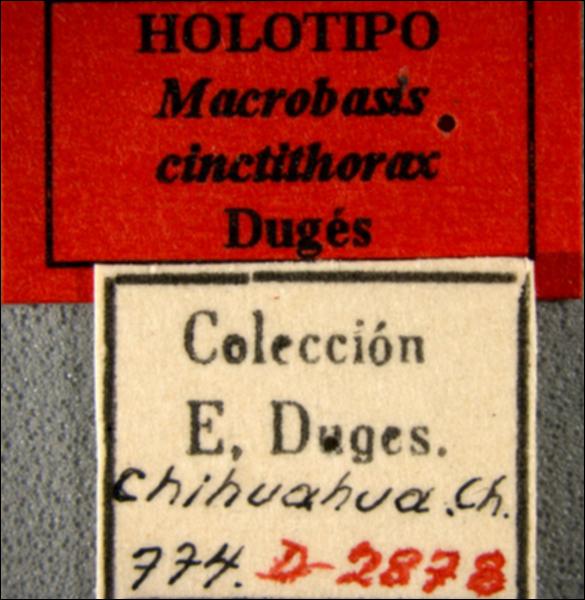 HOLOTIPO
Macrobasis
cinctithorax
Dugés
Colección
E. Duges.
Chihuahua. Ch.
774. D-2878